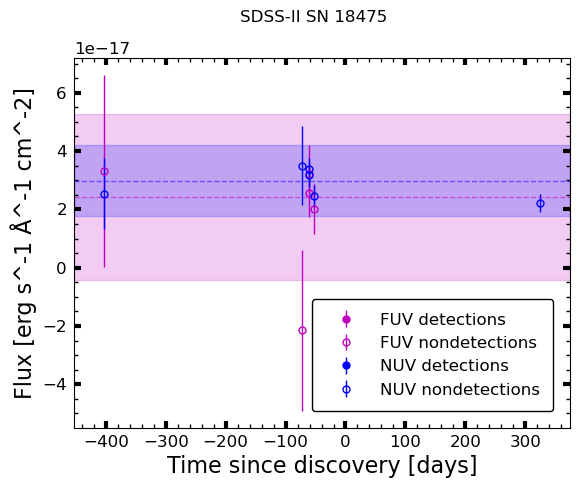 SDSS-II SN 18475
1e−17
6
4
2
0
−2
−4
Flux [erg s^-1 Å^-1 cm^-2]
FUV detections
FUV nondetections
NUV detections
NUV nondetections
−400 −300 −200 −100 0 100 200 300
Time since discovery [days]